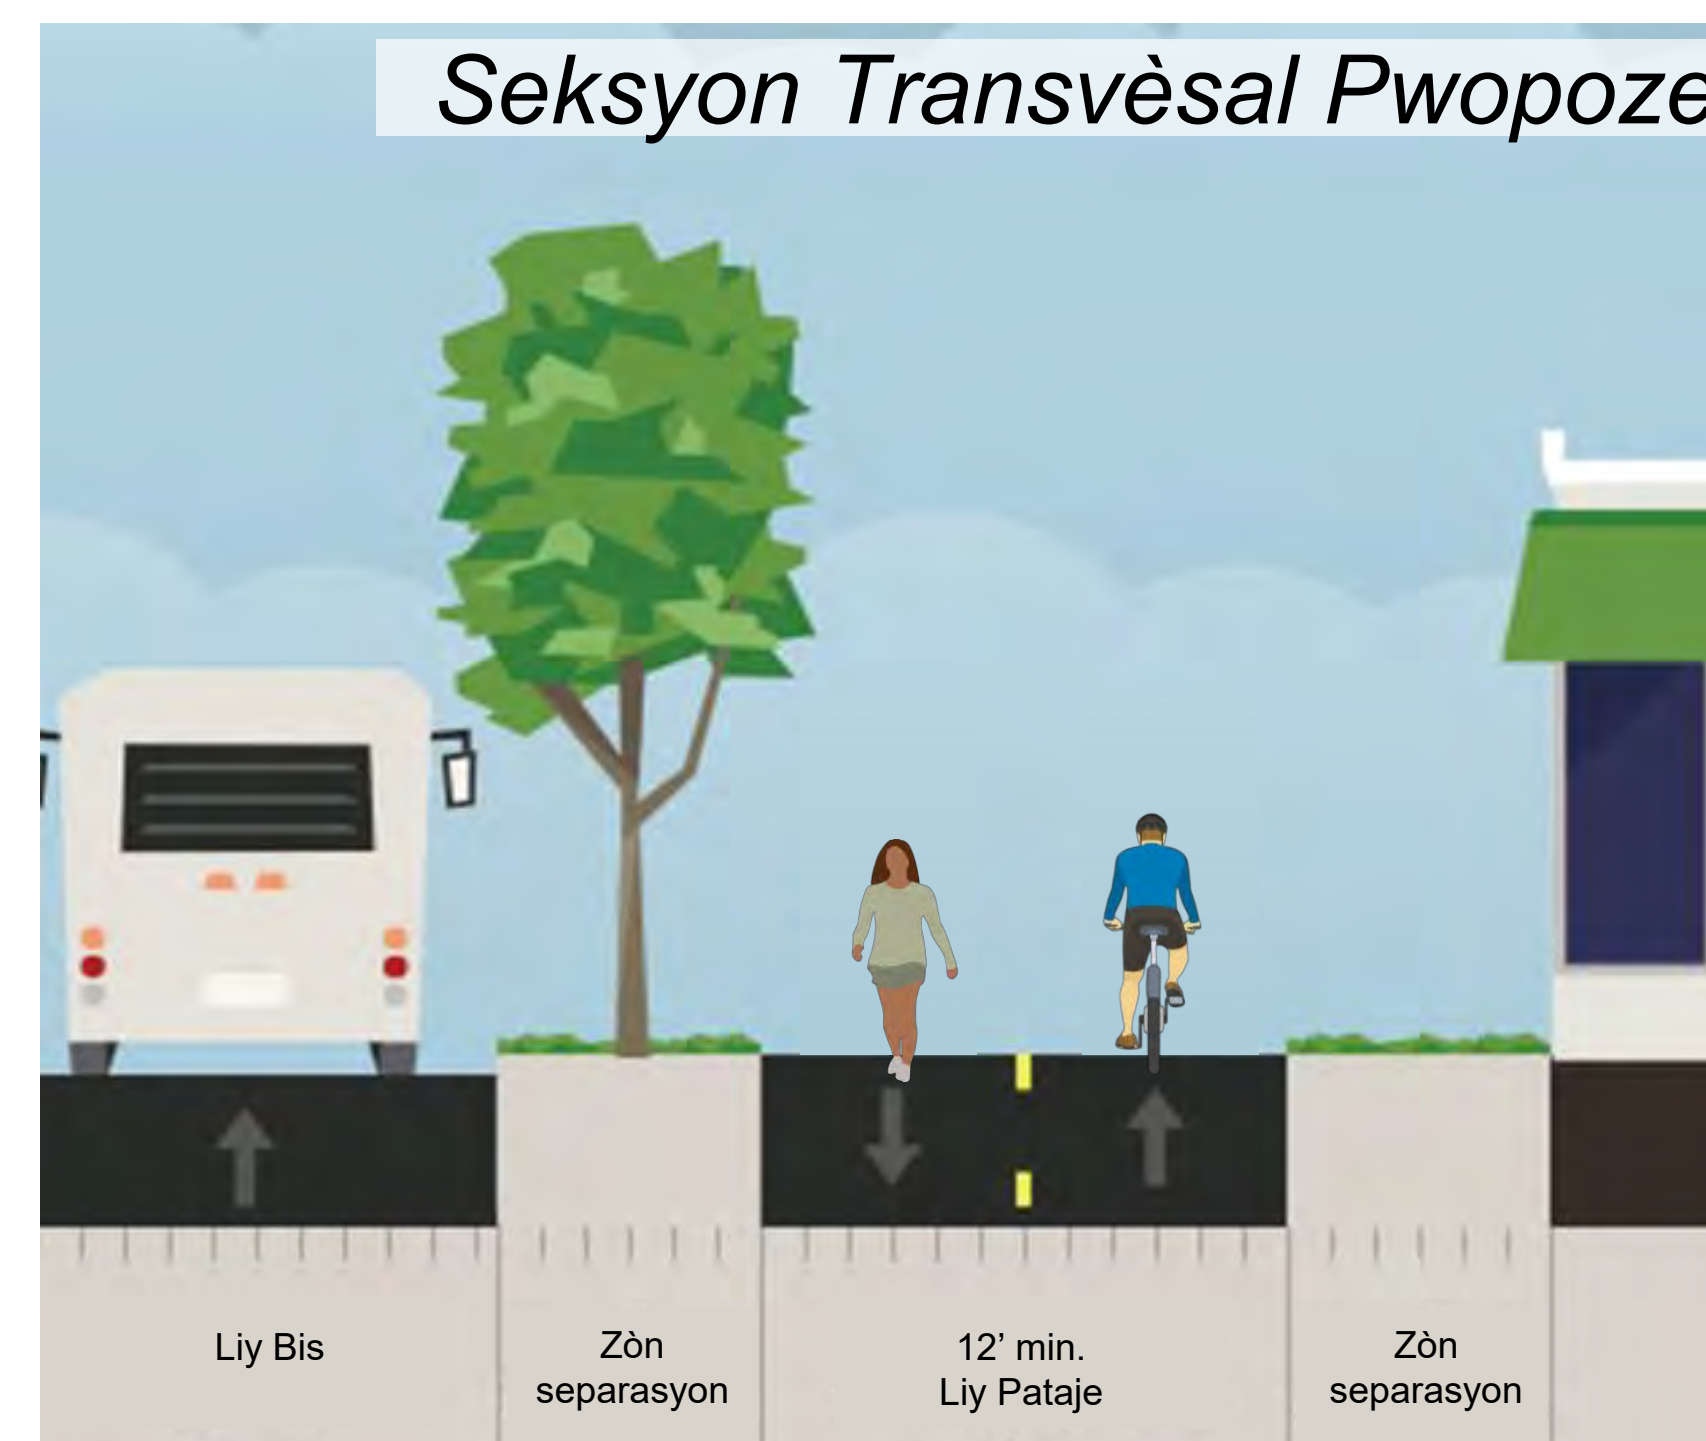 Seksyon Transvèsal Pwopoze
Liy Bis
Zòn
separasyon
12’ min.
Liy Pataje
Zòn
separasyon